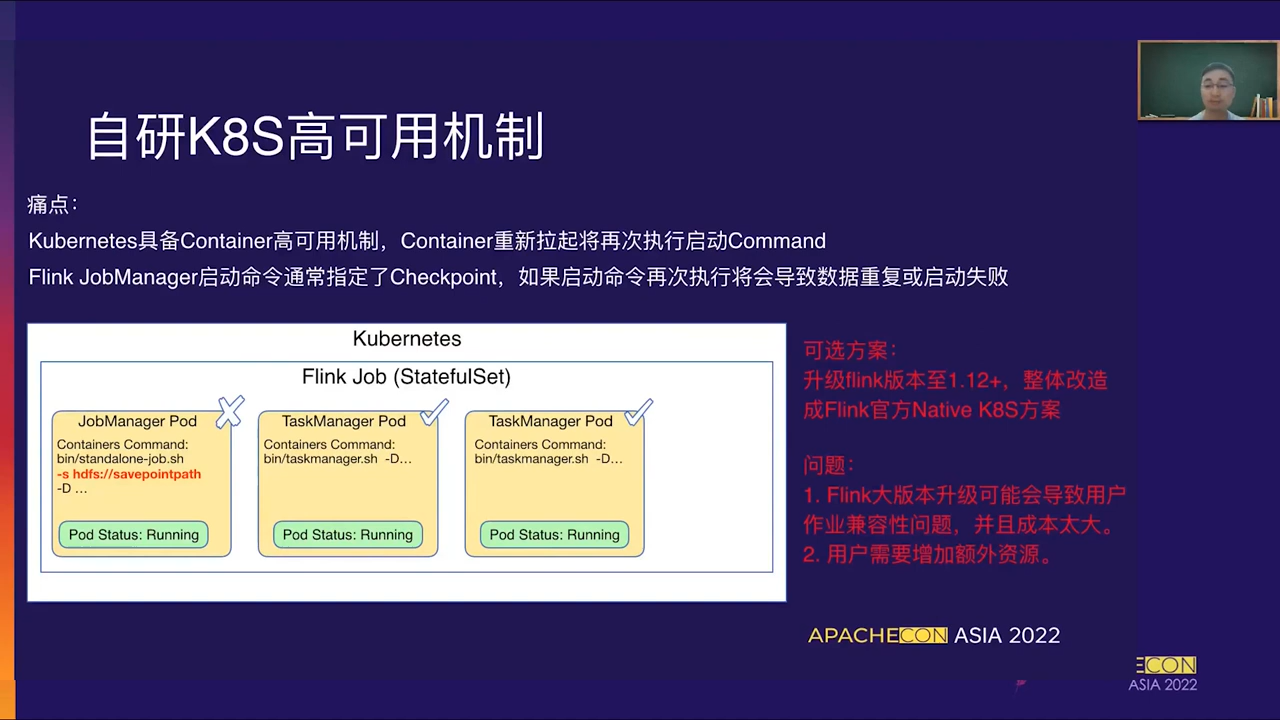 自研K8S高可用机制
痛点：
Kubernetes具备Container高可用机制，Container重新拉起将再次执行启动Command
Flink JobManager启动命令通常指定了Checkpoint，如果启动命令再次执行将会导致数据重复或启动失败
Kubernetes
Flink Job (StatefulSet)
JobManager Pod
Containers Command:
bin/standalone-job.sh
-s hdfs://savepointpath
-D ...
Pod Status: Running
TaskManager Pod
Containers Command:
bin/taskmanager.sh -D...
Pod Status: Running
TaskManager Pod
Containers Command:
bin/taskmanager.sh -D...
Pod Status: Running
可选方案：
升级flink版本至1.12+，整体改造
成Flink官方Native K8S方案
问题：
1. Flink大版本升级可能会导致用户
作业兼容性问题，并且成本太大。
2. 用户需要增加额外资源。
APACHECON ASIA 2022
ECON
ASIA 2022